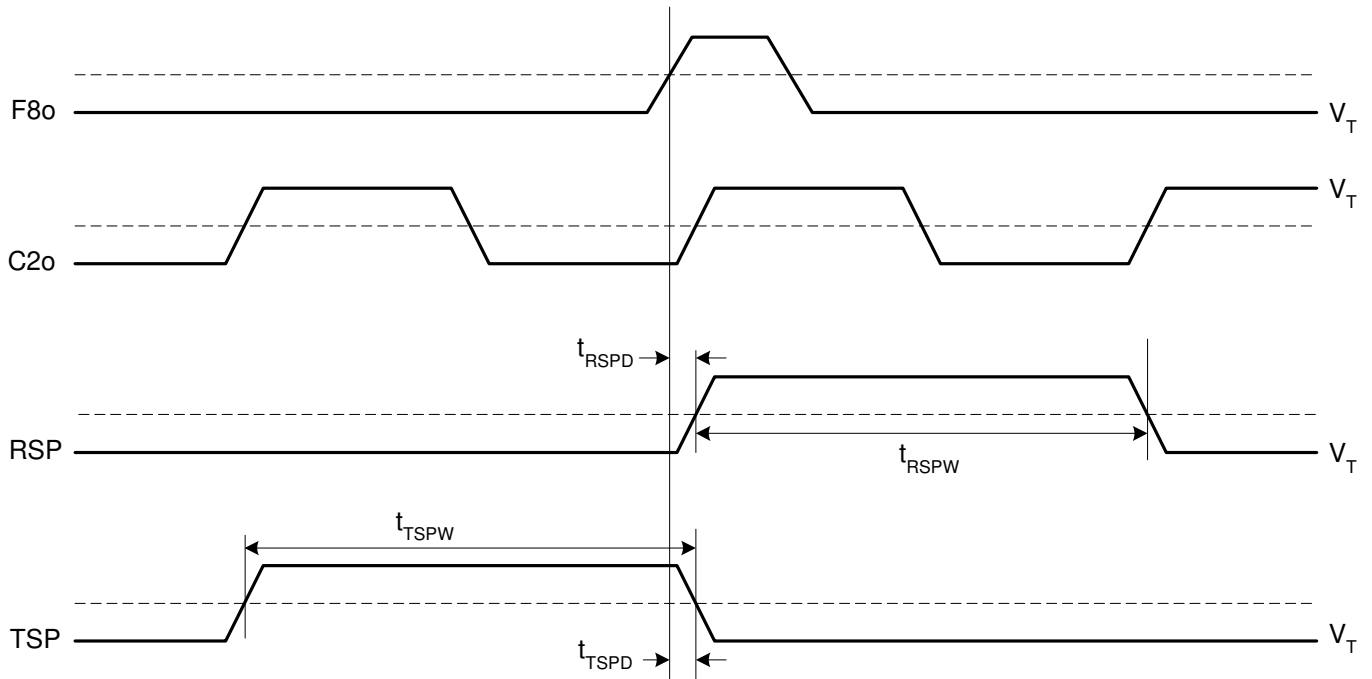 F8o
V_T
V_T
C2o
t_RSPD
RSP
t_RSPW
V_T
t_TSPW
TSP
V_T
t_TSPD